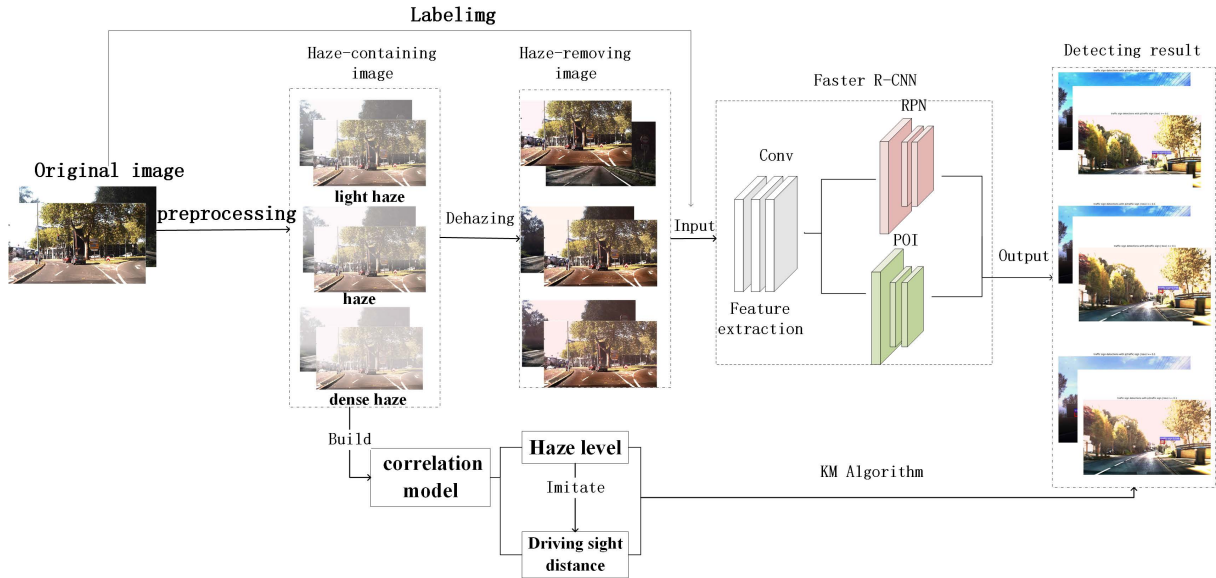 Labelimg
Haze-containing
image
Haze-removing
image
Detecting result
Faster R-CNN
RPN
Original image
Conv
light haze
preprocessing
Dehazing
Input
POI
Output
haze
Feature
extraction
dense haze
Build
Haze level
correlation
model
KM Algorithm
Imitate
Driving sight
distance